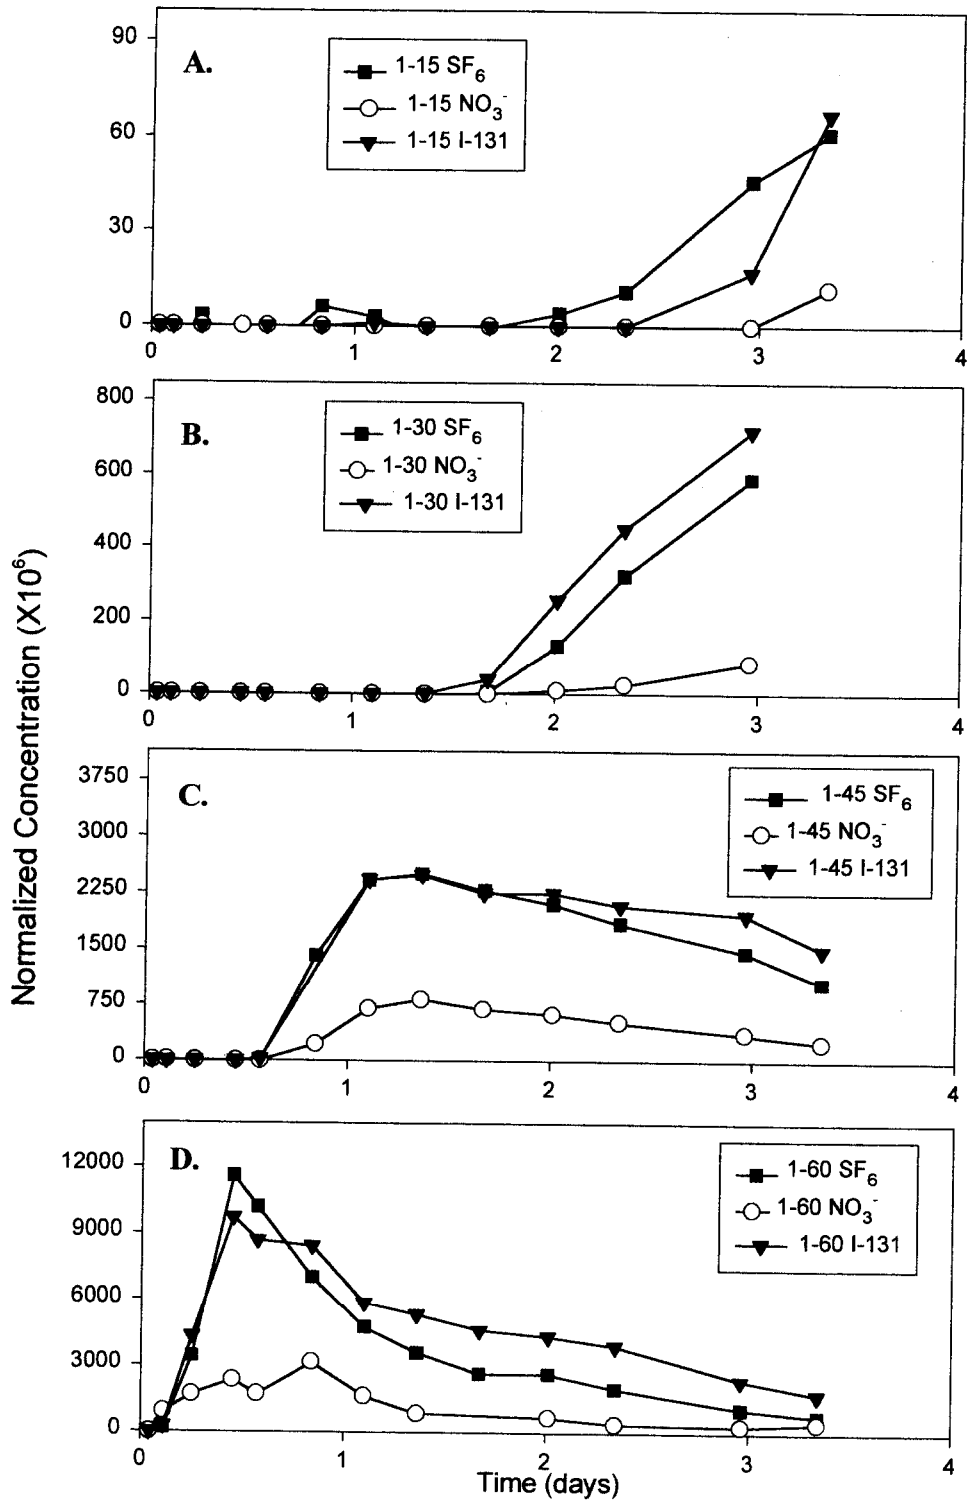 Normalized Concentration (X10⁶)
A.
1-15 SF₆
1-15 NO₃⁻
1-15 I-131
90
60
30
0
0 1 2 3 4
B.
1-30 SF₆
1-30 NO₃⁻
1-30 I-131
800
600
400
200
0
0 1 2 3 4
C.
1-45 SF₆
1-45 NO₃⁻
1-45 I-131
3750
3000
2250
1500
750
0
0 1 2 3 4
D.
1-60 SF₆
1-60 NO₃⁻
1-60 I-131
12000
9000
6000
3000
0
0 1 2 3 4
Time (days)